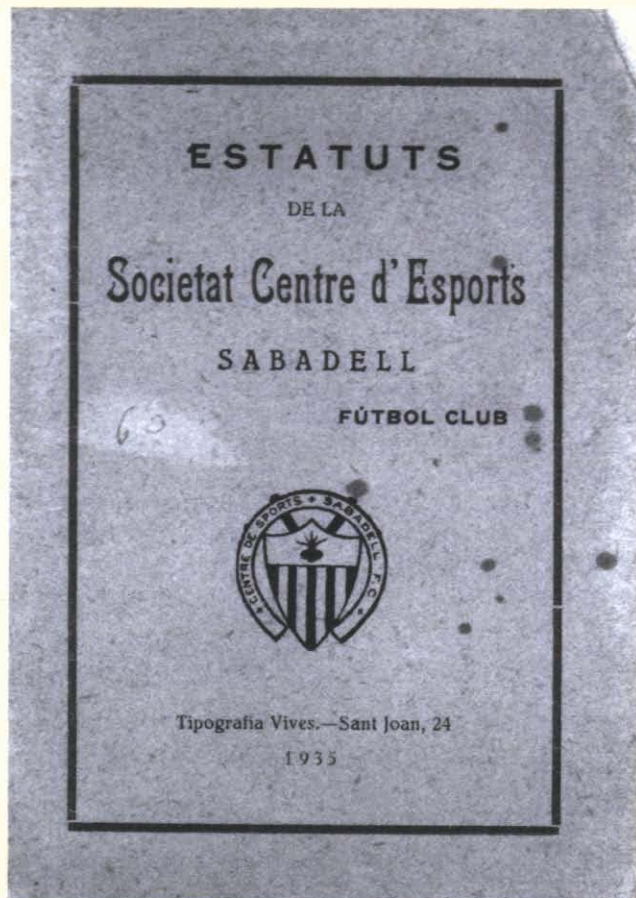 ESTATUTS
DE LA
Societat Centre d'Esports
SABADELL
FÚTBOL CLUB
CENTRE DE SPORTS + SABADELL F.C +
Tipografia Vives.—Sant Joan, 24
1935